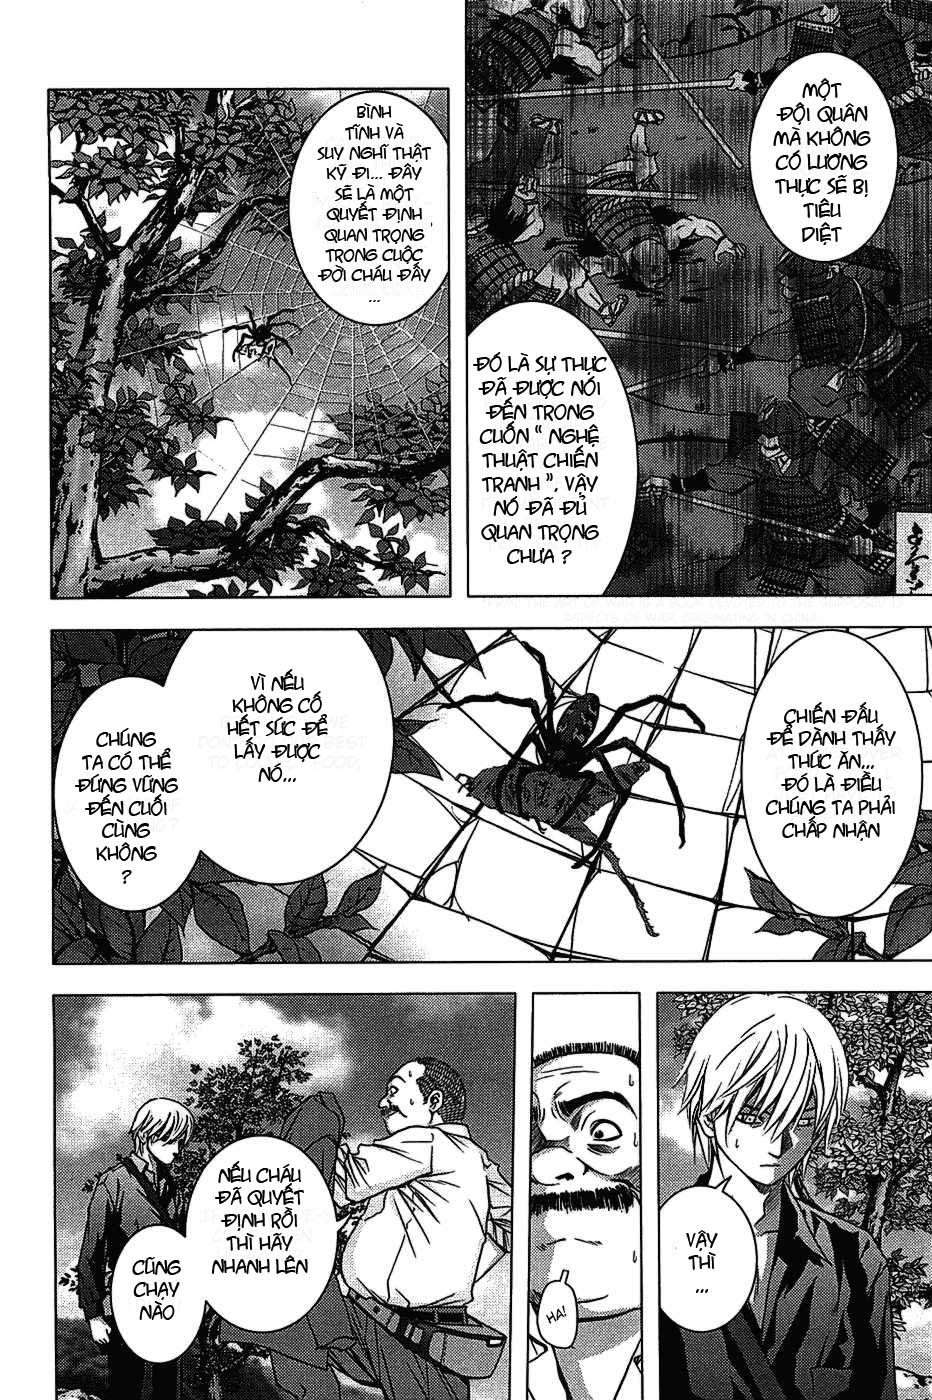 MỘT
ĐỘI QUÂN
MÀ KHÔNG
CÓ LƯƠNG
THỰC SẼ BỊ
TIÊU
DIỆT
ĐÓ LÀ SỰ THỰC
ĐÃ ĐƯỢC NÓI
ĐẾN TRONG
CUỐN " NGHỆ
THUẬT CHIẾN
TRANH ", VẬY
NÓ ĐÃ ĐỦ
QUAN TRỌNG
CHƯA ?
BÌNH
TĨNH VÀ
SUY NGHĨ THẬT
KỸ ĐI... ĐÂY
SẼ LÀ MỘT
QUYẾT ĐỊNH
QUAN TRỌNG
TRONG CUỘC
ĐỜI CHÁU ĐẤY
...
CHIẾN ĐẤU
ĐỂ DÀNH THẤY
THỨC ĂN...
ĐÓ LÀ ĐIỀU
CHÚNG TA PHẢI
CHẤP NHẬN
VÌ NẾU
KHÔNG CỐ
HẾT SỨC ĐỂ
LẤY ĐƯỢC
NÓ...
CHÚNG
TA CÓ THỂ
ĐỨNG VỮNG
ĐẾN CUỐI
CÙNG
KHÔNG
?
VẬY
THÌ
...
HA!
NẾU CHÁU
ĐÃ QUYẾT
ĐỊNH RỒI
THÌ HÃY
NHANH LÊN
CŨNG
CHẠY
NÀO